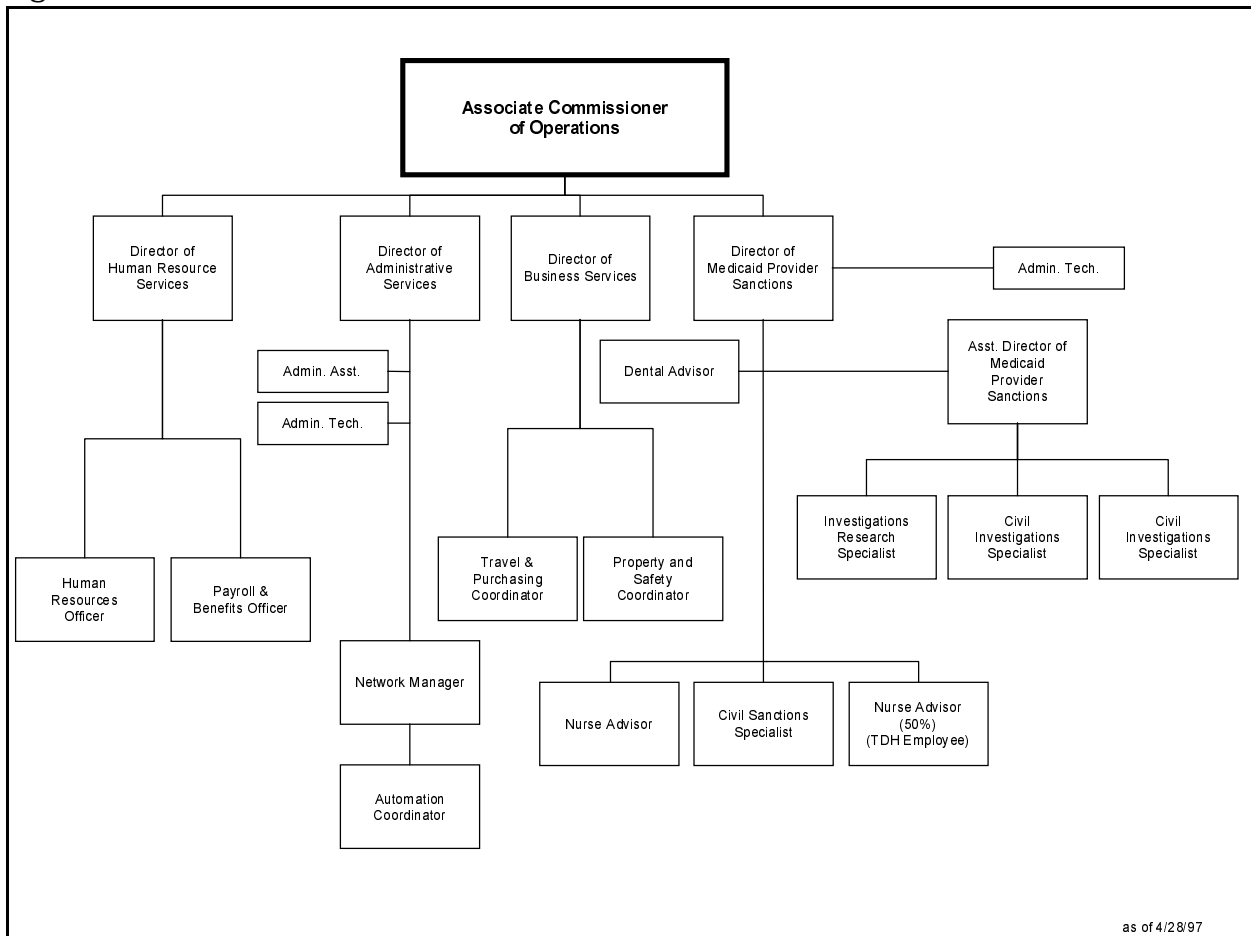 Associate Commissioner
of Operations
Director of
Human Resource
Services
Director of
Administrative
Services
Director of
Business Services
Director of
Medicaid Provider
Sanctions
Admin. Tech.
Admin. Asst.
Admin. Tech.
Dental Advisor
Asst. Director of
Medicaid
Provider
Sanctions
Investigations
Research
Specialist
Civil
Investigations
Specialist
Civil
Investigations
Specialist
Human
Resources
Officer
Payroll &
Benefits Officer
Travel &
Purchasing
Coordinator
Property and
Safety
Coordinator
Network Manager
Nurse Advisor
Civil Sanctions
Specialist
Nurse Advisor
(50%)
(TDH Employee)
Automation
Coordinator
as of 4/28/97